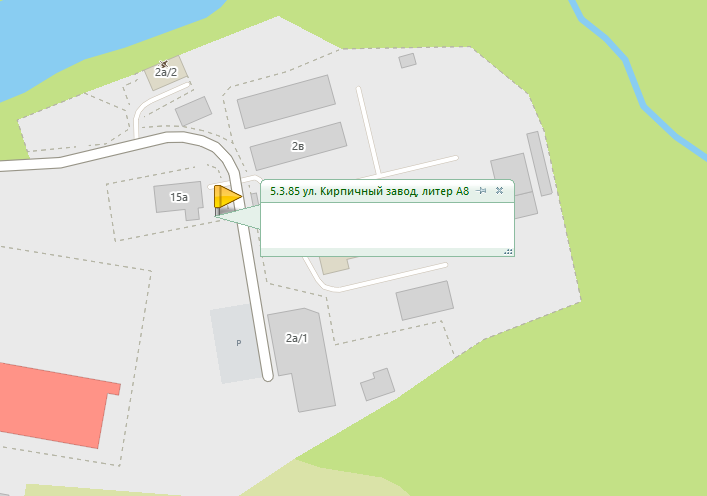 2а/2
2в
5.3.85 ул. Кирпичный завод, литер А8
15а
2а/1
P